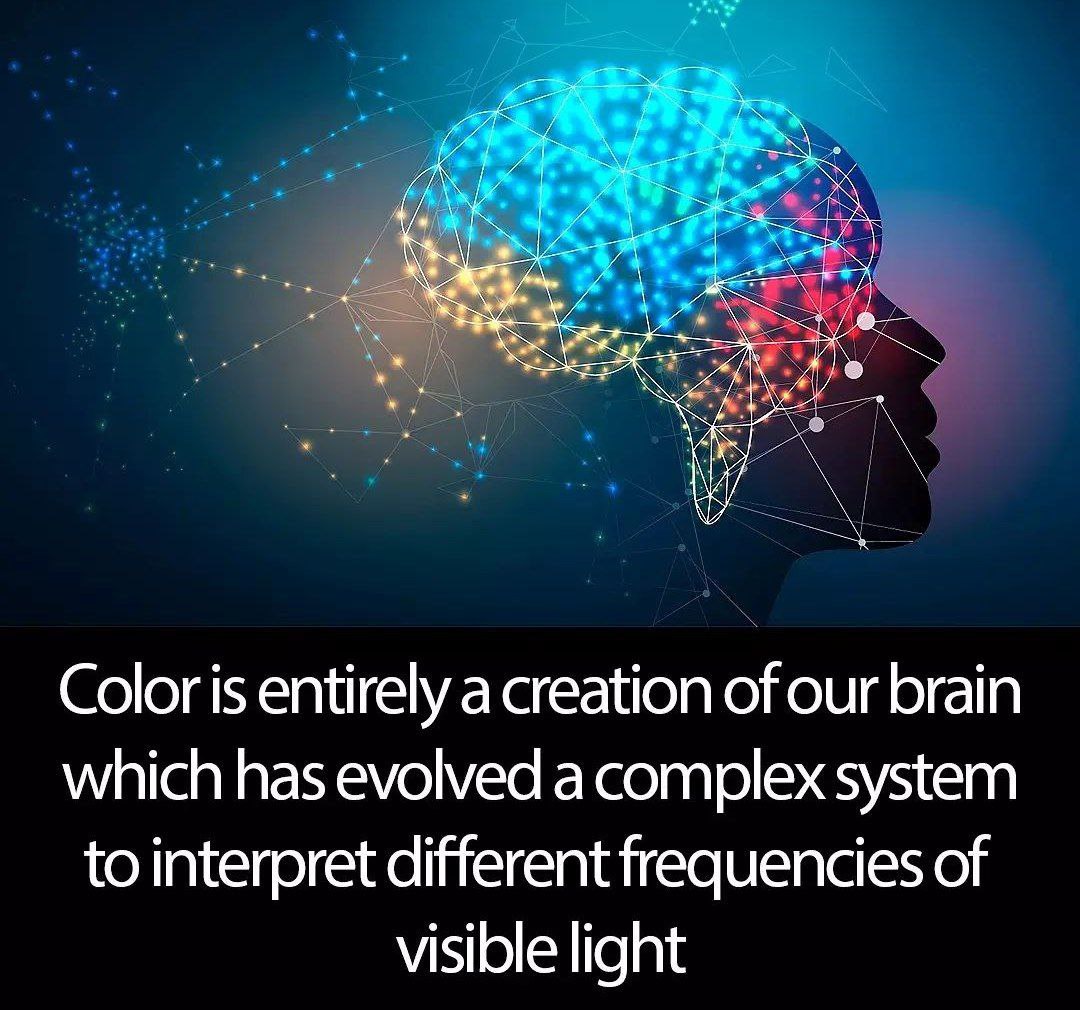 Color is entirely a creation of our brain
which has evolved a complex system
to interpret different frequencies of
visible light